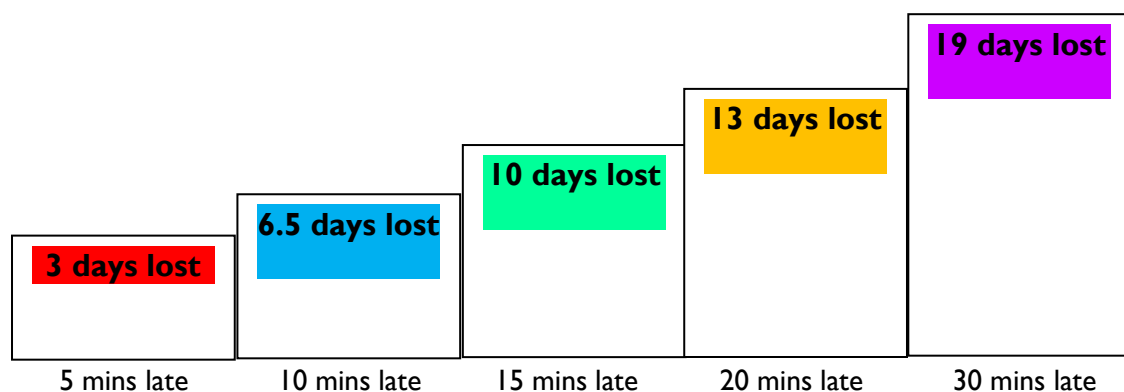 3 days lost
6.5 days lost
10 days lost
13 days lost
19 days lost
5 mins late
10 mins late
15 mins late
20 mins late
30 mins late